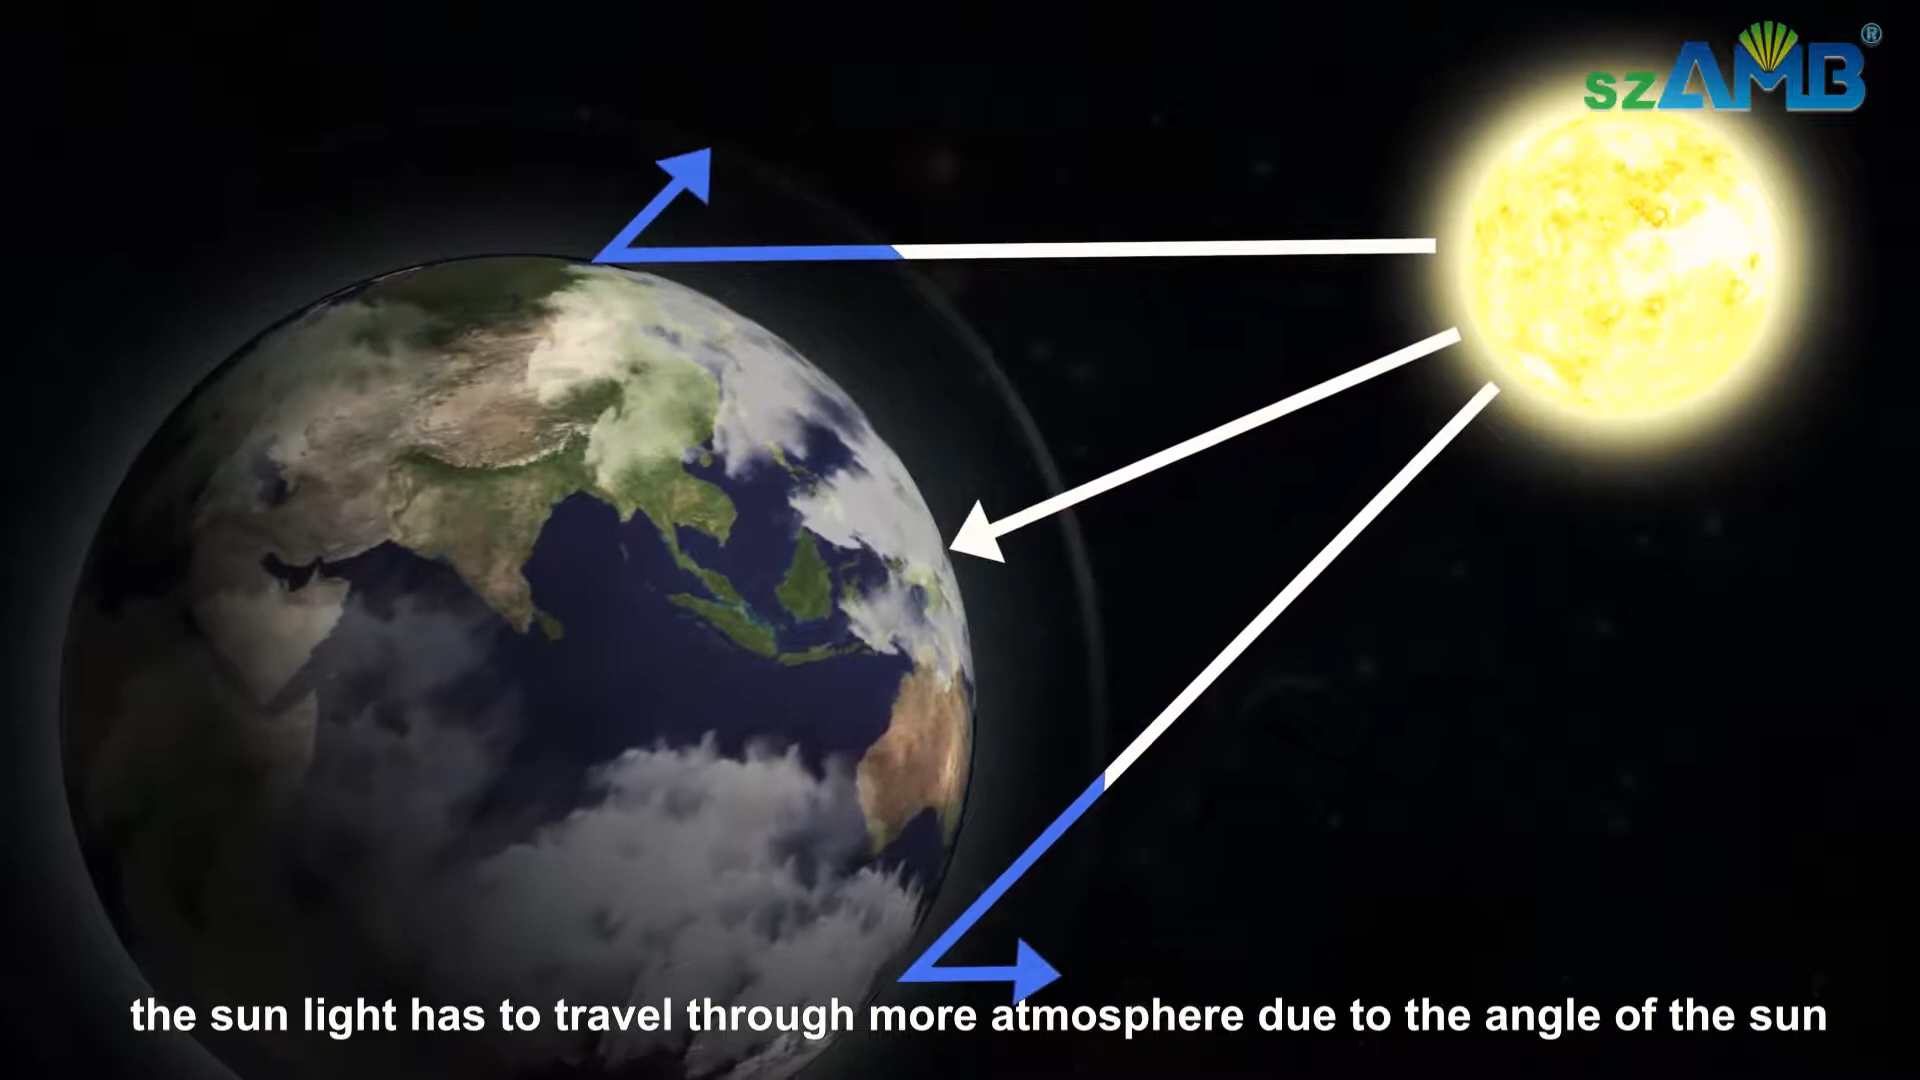 szAMB®
the sun light has to travel through more atmosphere due to the angle of the sun